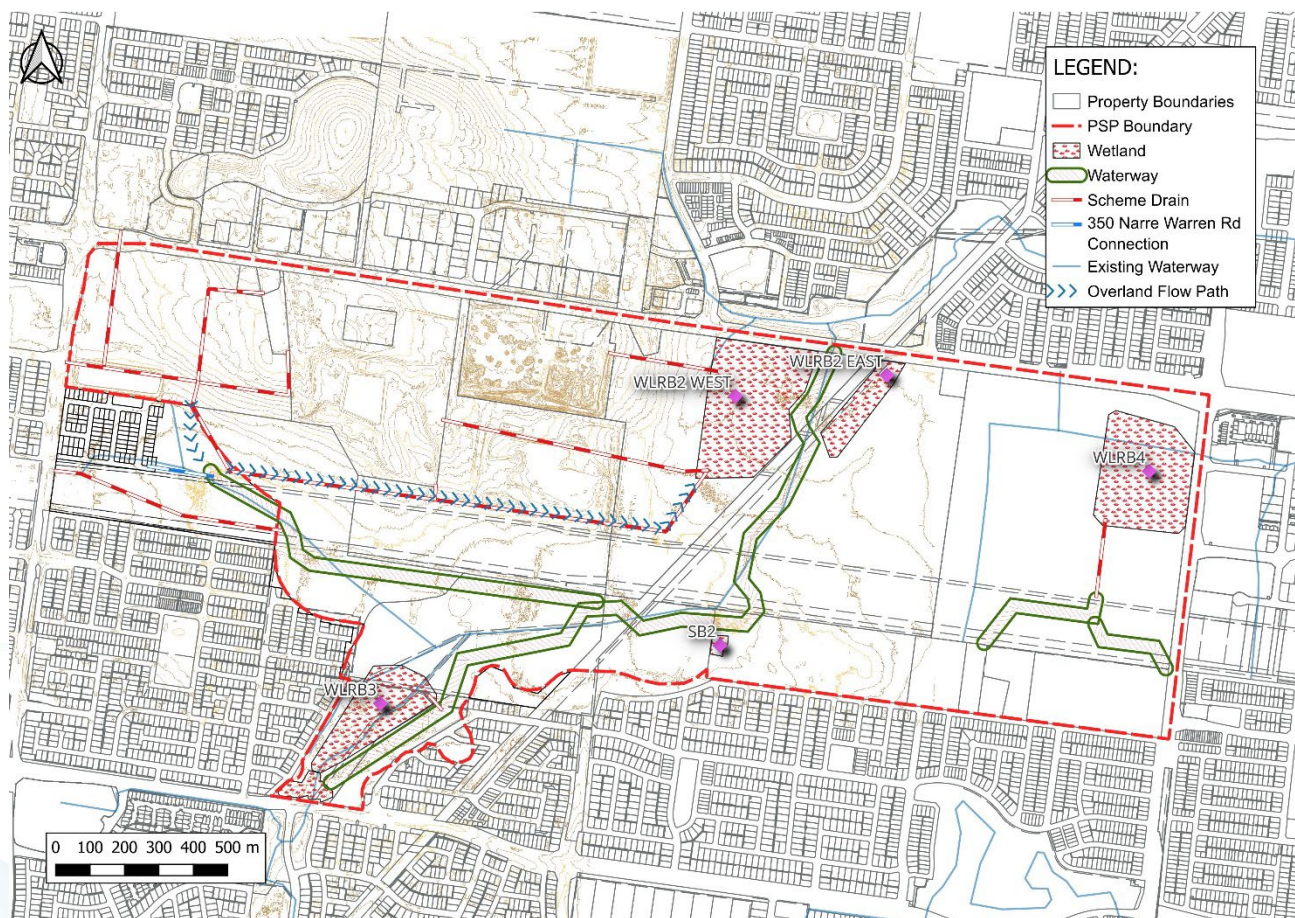 LEGEND:
Property Boundaries
PSP Boundary
Wetland
Waterway
Scheme Drain
350 Narre Warren Rd
Connection
Existing Waterway
Overland Flow Path
WLRB2 EAST
WLRB2 WEST
WLRB4
SB2
WLRB3
0 100 200 300 400 500 m